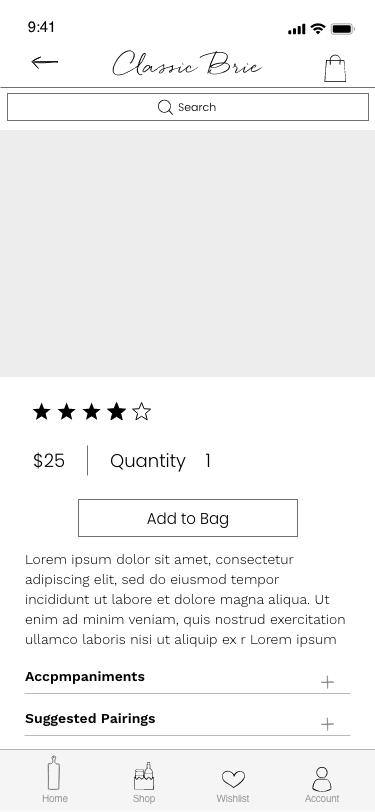 9:41
Classic Brie
Search
$25 Quantity 1
Add to Bag
Lorem ipsum dolor sit amet, consectetur
adipiscing elit, sed do eiusmod tempor
incididunt ut labore et dolore magna aliqua. Ut
enim ad minim veniam, quis nostrud exercitation
ullamco laboris nisi ut aliquip ex r Lorem ipsum
Accpmpaniments
Suggested Pairings
Home Shop Wishlist Account